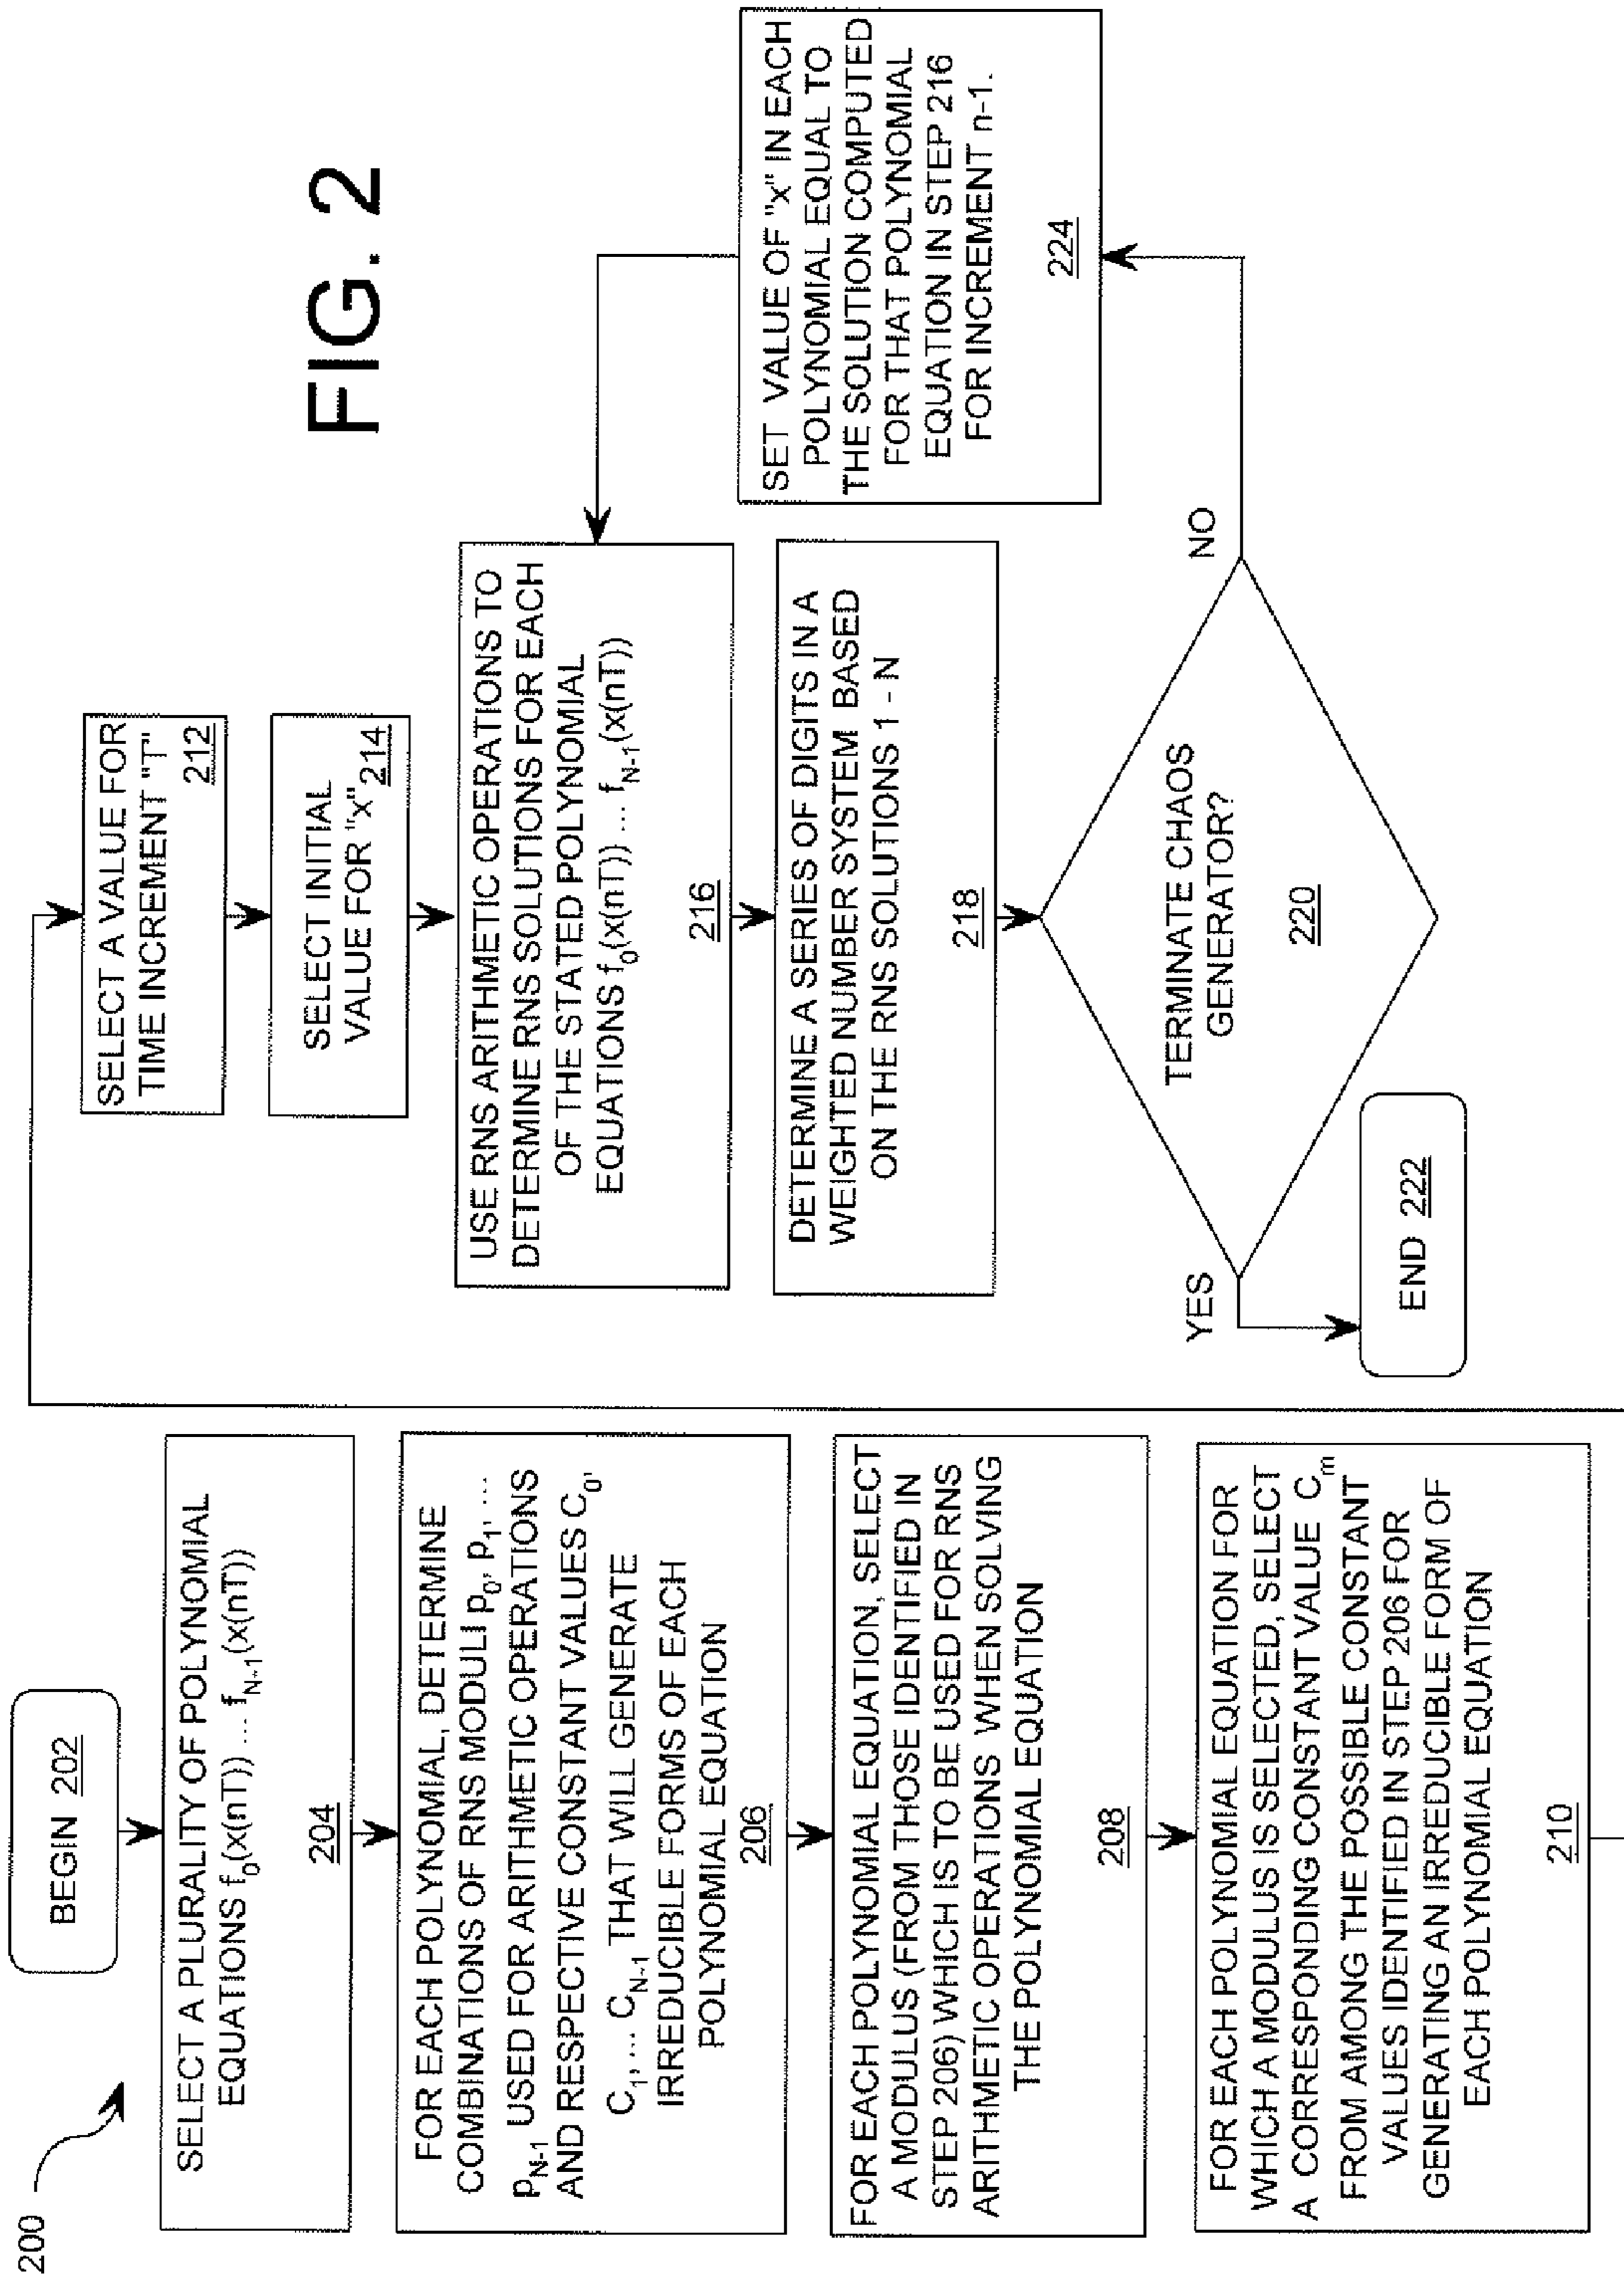 FIG. 2
200
BEGIN 202
SELECT A PLURALITY OF POLYNOMIAL
EQUATIONS f0(x(nT)) ... fN-1(x(nT))
204
FOR EACH POLYNOMIAL, DETERMINE
COMBINATIONS OF RNS MODULI p0, p1, ...
pN-1 USED FOR ARITHMETIC OPERATIONS
AND RESPECTIVE CONSTANT VALUES C0,
C1, ... CN-1 THAT WILL GENERATE
IRREDUCIBLE FORMS OF EACH
POLYNOMIAL EQUATION
206
FOR EACH POLYNOMIAL EQUATION, SELECT
A MODULUS (FROM THOSE IDENTIFIED IN
STEP 206) WHICH IS TO BE USED FOR RNS
ARITHMETIC OPERATIONS WHEN SOLVING
THE POLYNOMIAL EQUATION
208
FOR EACH POLYNOMIAL EQUATION FOR
WHICH A MODULUS IS SELECTED, SELECT
A CORRESPONDING CONSTANT VALUE Cm
FROM AMONG THE POSSIBLE CONSTANT
VALUES IDENTIFIED IN STEP 206 FOR
GENERATING AN IRREDUCIBLE FORM OF
EACH POLYNOMIAL EQUATION
210
SELECT A VALUE FOR
TIME INCREMENT "T"
212
SELECT INITIAL
VALUE FOR "x"
214
USE RNS ARITHMETIC OPERATIONS TO
DETERMINE RNS SOLUTIONS FOR EACH
OF THE STATED POLYNOMIAL
EQUATIONS f0(x(nT)) ... fN-1(x(nT))
216
DETERMINE A SERIES OF DIGITS IN A
WEIGHTED NUMBER SYSTEM BASED
ON THE RNS SOLUTIONS 1 - N
218
TERMINATE CHAOS
GENERATOR?
220
YES
NO
END 222
SET VALUE OF "x" IN EACH
POLYNOMIAL EQUAL TO
THE SOLUTION COMPUTED
FOR THAT POLYNOMIAL
EQUATION IN STEP 216
FOR INCREMENT n-1.
224